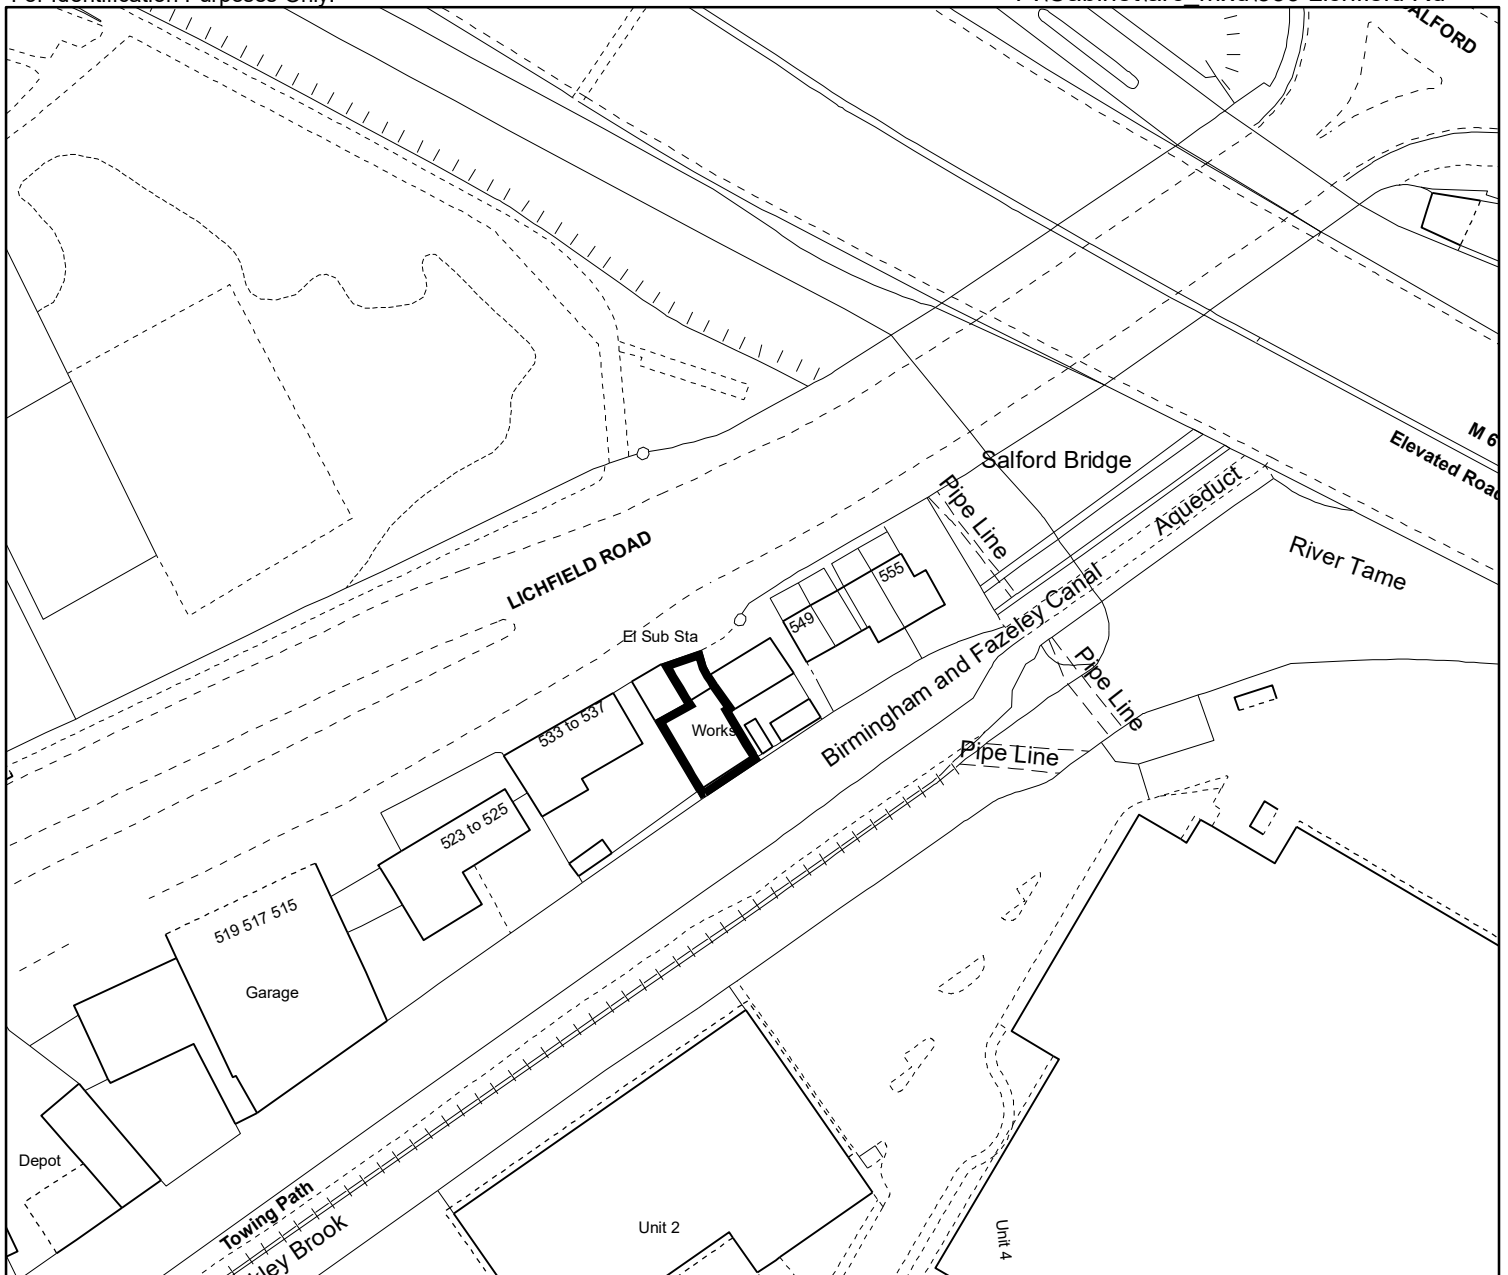 For Identification Purposes Only.
ALFORD
M 6
Elevated Road
Salford Bridge
Pipe Line
Aqueduct
River Tame
LICHFIELD ROAD
555
549
El Sub Sta
Birmingham and Fazeley Canal
Pipe Line
Works
533 to 537
Pipe Line
523 to 525
519 517 515
Garage
Depot
Towing Path
ley Brook
Unit 2
Unit 4